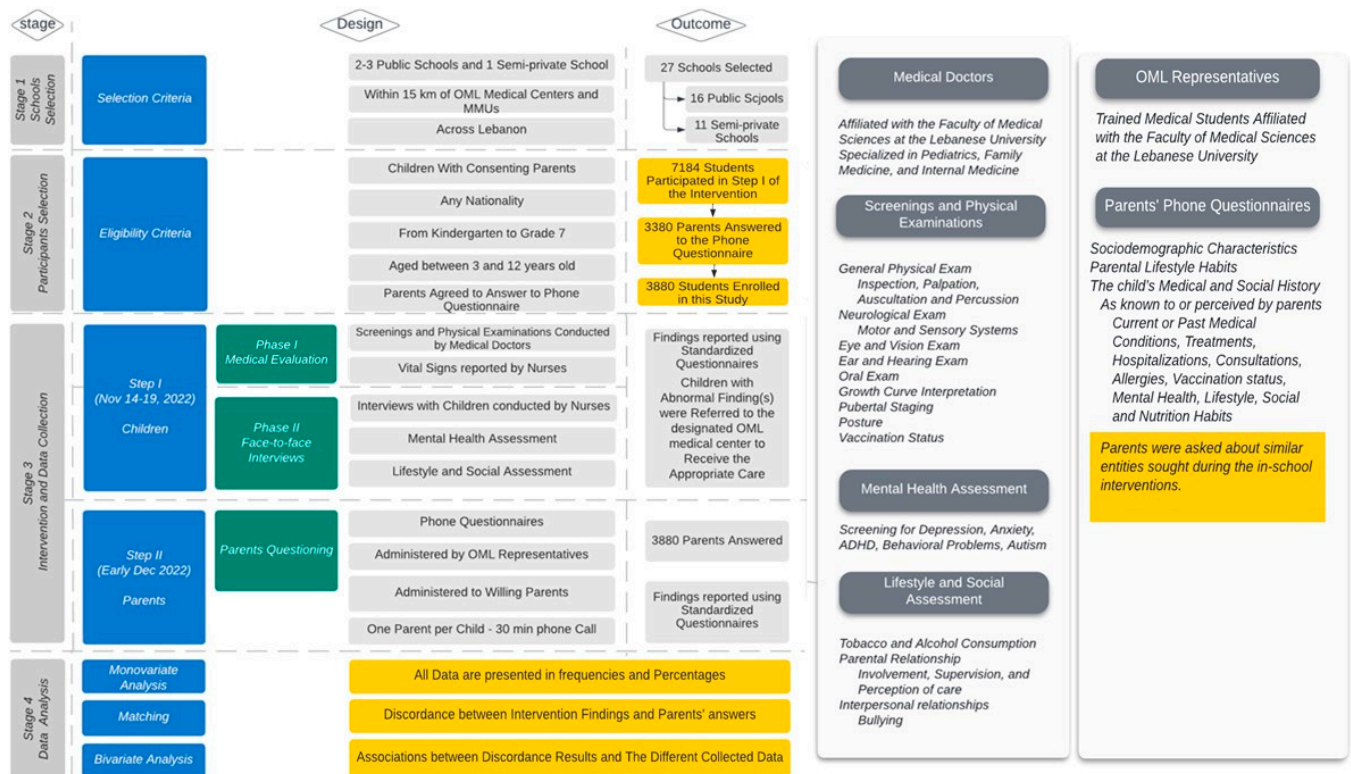 stage
Design
Outcome
Stage 1
Schools
Selection
Selection Criteria
2-3 Public Schools and 1 Semi-private School
Within 15 km of OML Medical Centers and
MMUs
Across Lebanon
27 Schools Selected
16 Public Scjools
11 Semi-private
Schools
Stage 2
Participants Selection
Eligibility Criteria
Children With Consenting Parents
Any Nationality
From Kindergarten to Grade 7
Aged between 3 and 12 years old
Parents Agreed to Answer to Phone
Questionnaire
7184 Students
Participated in Step I of
the Intervention
3380 Parents Answered
to the Phone
Questionnaire
3880 Students Enrolled
in this Study
Stage 3
Intervention and Data Collection
Step I
(Nov 14-19, 2022)
Children
Phase I
Medical Evaluation
Screenings and Physical Examinations Conducted
by Medical Doctors
Vital Signs reported by Nurses
Phase II
Face-to-face
Interviews
Interviews with Children conducted by Nurses
Mental Health Assessment
Lifestyle and Social Assessment
Findings reported using
Standardized
Questionnaires
Children with
Abnormal Finding(s)
were Referred to the
designated OML
medical center to
Receive the
Appropriate Care
Step II
(Early Dec 2022)
Parents
Parents Questioning
Phone Questionnaires
Administered by OML Representatives
Administered to Willing Parents
One Parent per Child - 30 min phone Call
3880 Parents Answered
Findings reported using
Standardized
Questionnaires
Stage 4
Data Analysis
Monovariate
Analysis
All Data are presented in frequencies and Percentages
Matching
Discordance between Intervention Findings and Parents' answers
Bivariate Analysis
Associations between Discordance Results and The Different Collected Data
Medical Doctors
Affiliated with the Faculty of Medical
Sciences at the Lebanese University
Specialized in Pediatrics, Family
Medicine, and Internal Medicine
Screenings and Physical
Examinations
General Physical Exam
Inspection, Palpation,
Auscultation and Percussion
Neurological Exam
Motor and Sensory Systems
Eye and Vision Exam
Ear and Hearing Exam
Oral Exam
Growth Curve Interpretation
Pubertal Staging
Posture
Vaccination Status
Mental Health Assessment
Screening for Depression, Anxiety,
ADHD, Behavioral Problems, Autism
Lifestyle and Social
Assessment
Tobacco and Alcohol Consumption
Parental Relationship
Involvement, Supervision, and
Perception of care
Interpersonal relationships
Bullying
OML Representatives
Trained Medical Students Affiliated
with the Faculty of Medical Sciences
at the Lebanese University
Parents' Phone Questionnaires
Sociodemographic Characteristics
Parental Lifestyle Habits
The child's Medical and Social History
As known to or perceived by parents
Current or Past Medical
Conditions, Treatments,
Hospitalizations, Consultations,
Allergies, Vaccination status,
Mental Health, Lifestyle, Social
and Nutrition Habits
Parents were asked about similar
entities sought during the in-school
interventions.